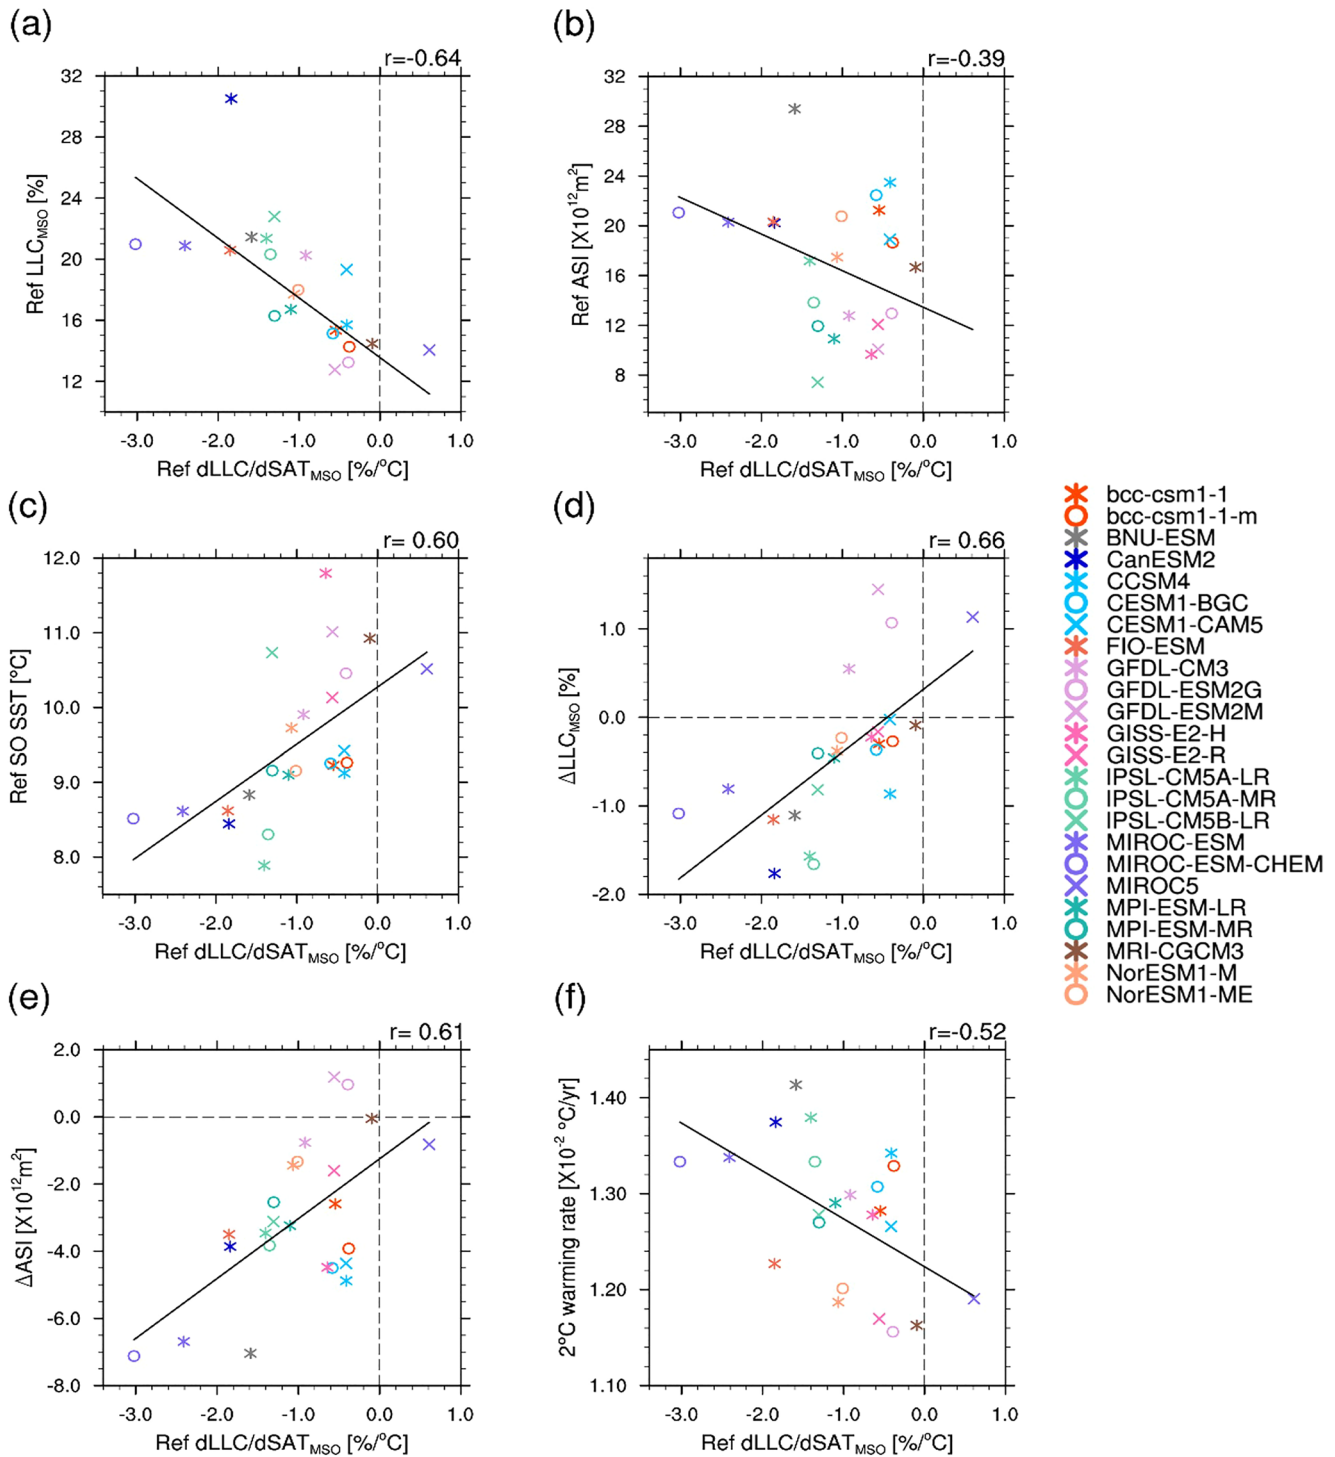 (a)
r=-0.64
32
28
24
20
16
12
Ref LLC_MSO [%]
-3.0 -2.0 -1.0 0.0 1.0
Ref dLLC/dSAT_MSO [%/°C]
(b)
r=-0.39
32
28
24
20
16
12
8
Ref ASI [X10¹²m²]
-3.0 -2.0 -1.0 0.0 1.0
Ref dLLC/dSAT_MSO [%/°C]
(c)
r= 0.60
12.0
11.0
10.0
9.0
8.0
Ref SO SST [°C]
-3.0 -2.0 -1.0 0.0 1.0
Ref dLLC/dSAT_MSO [%/°C]
(d)
r= 0.66
1.0
0.0
-1.0
-2.0
ΔLLC_MSO [%]
-3.0 -2.0 -1.0 0.0 1.0
Ref dLLC/dSAT_MSO [%/°C]
bcc-csm1-1
bcc-csm1-1-m
BNU-ESM
CanESM2
CCSM4
CESM1-BGC
CESM1-CAM5
FIO-ESM
GFDL-CM3
GFDL-ESM2G
GFDL-ESM2M
GISS-E2-H
GISS-E2-R
IPSL-CM5A-LR
IPSL-CM5A-MR
IPSL-CM5B-LR
MIROC-ESM
MIROC-ESM-CHEM
MIROC5
MPI-ESM-LR
MPI-ESM-MR
MRI-CGCM3
NorESM1-M
NorESM1-ME
(e)
r= 0.61
2.0
0.0
-2.0
-4.0
-6.0
-8.0
ΔASI [X10¹²m²]
-3.0 -2.0 -1.0 0.0 1.0
Ref dLLC/dSAT_MSO [%/°C]
(f)
r=-0.52
1.40
1.30
1.20
1.10
2°C warming rate [X10⁻² °C/yr]
-3.0 -2.0 -1.0 0.0 1.0
Ref dLLC/dSAT_MSO [%/°C]